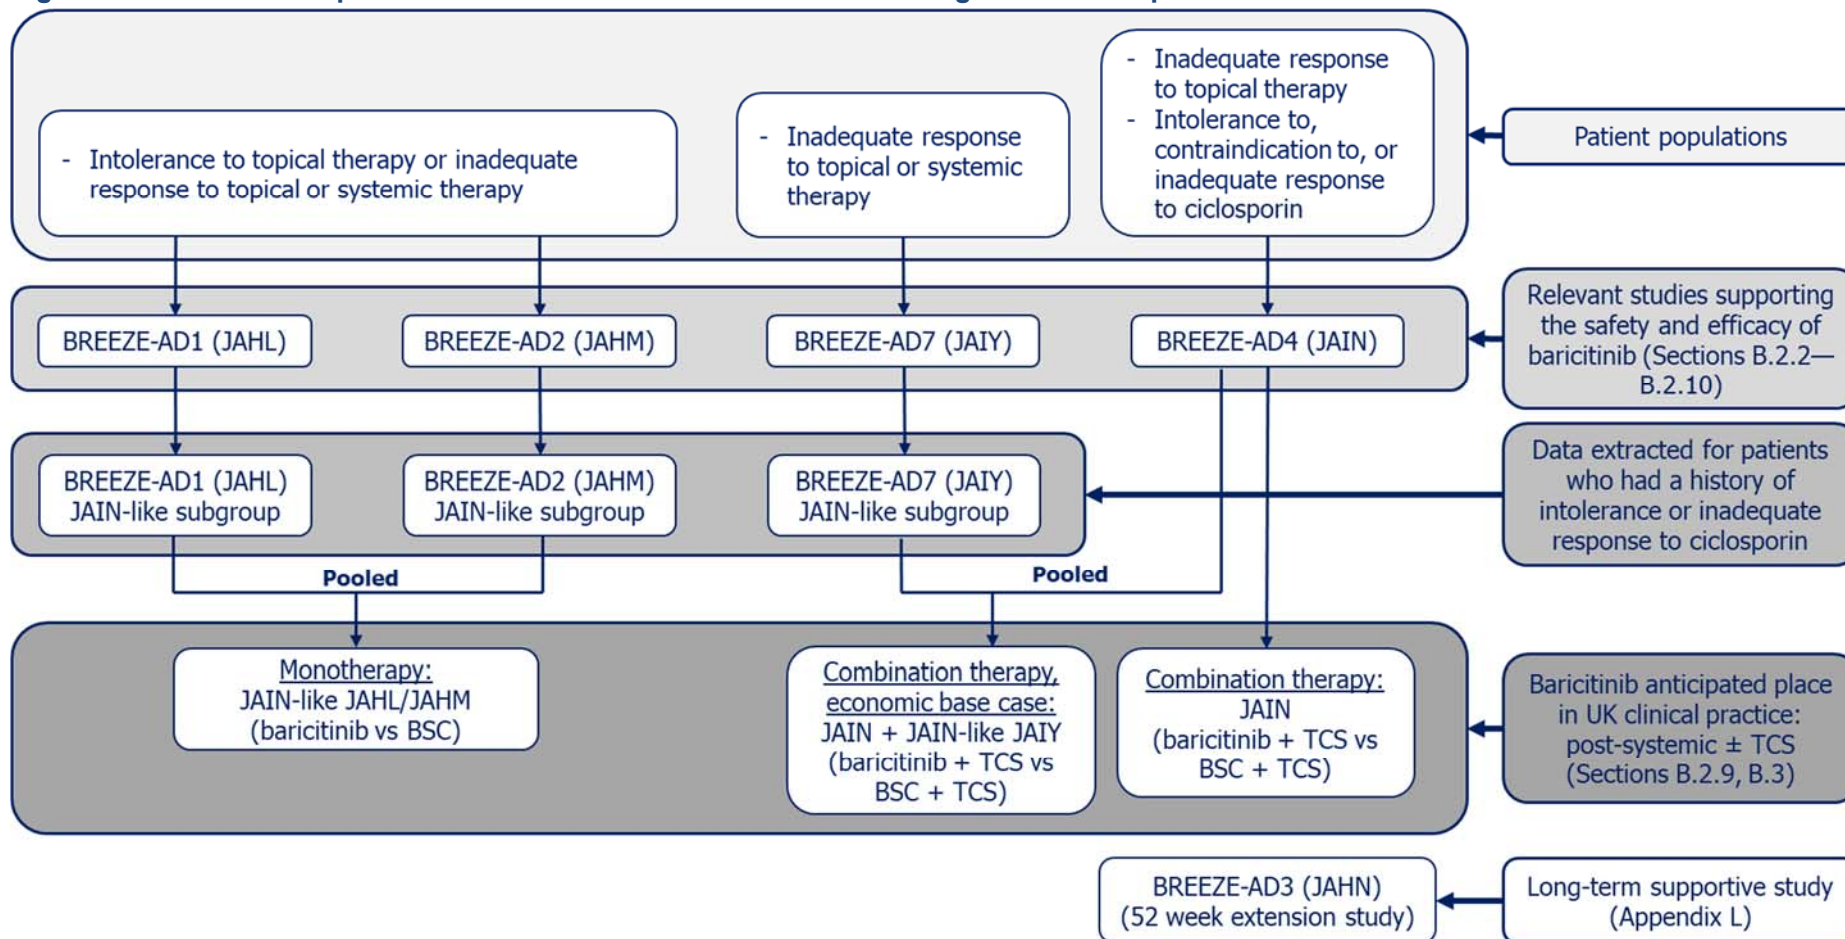 - Intolerance to topical therapy or inadequate
response to topical or systemic therapy
- Inadequate response
to topical or systemic
therapy
- Inadequate response
to topical therapy
- Intolerance to,
contraindication to, or
inadequate response
to ciclosporin
Patient populations
BREEZE-AD1 (JAHL)
BREEZE-AD2 (JAHM)
BREEZE-AD7 (JAIY)
BREEZE-AD4 (JAIN)
Relevant studies supporting
the safety and efficacy of
baricitinib (Sections B.2.2—
B.2.10)
BREEZE-AD1 (JAHL)
JAIN-like subgroup
BREEZE-AD2 (JAHM)
JAIN-like subgroup
BREEZE-AD7 (JAIY)
JAIN-like subgroup
Data extracted for patients
who had a history of
intolerance or inadequate
response to ciclosporin
Pooled
Pooled
Monotherapy:
JAIN-like JAHL/JAHM
(baricitinib vs BSC)
Combination therapy,
economic base case:
JAIN + JAIN-like JAIY
(baricitinib + TCS vs
BSC + TCS)
Combination therapy:
JAIN
(baricitinib + TCS vs
BSC + TCS)
Baricitinib anticipated place
in UK clinical practice:
post-systemic ± TCS
(Sections B.2.9, B.3)
BREEZE-AD3 (JAHN)
(52 week extension study)
Long-term supportive study
(Appendix L)